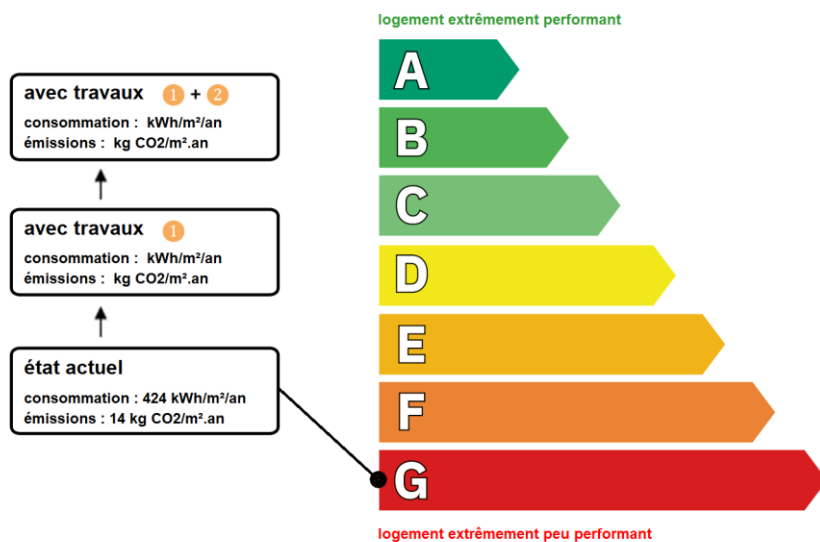 logement extrêmement performant
avec travaux 1 + 2
consommation : kWh/m²/an
émissions : kg CO2/m².an
avec travaux 1
consommation : kWh/m²/an
émissions : kg CO2/m².an
état actuel
consommation : 424 kWh/m²/an
émissions : 14 kg CO2/m².an
A
B
C
D
E
F
G
logement extrêmement peu performant